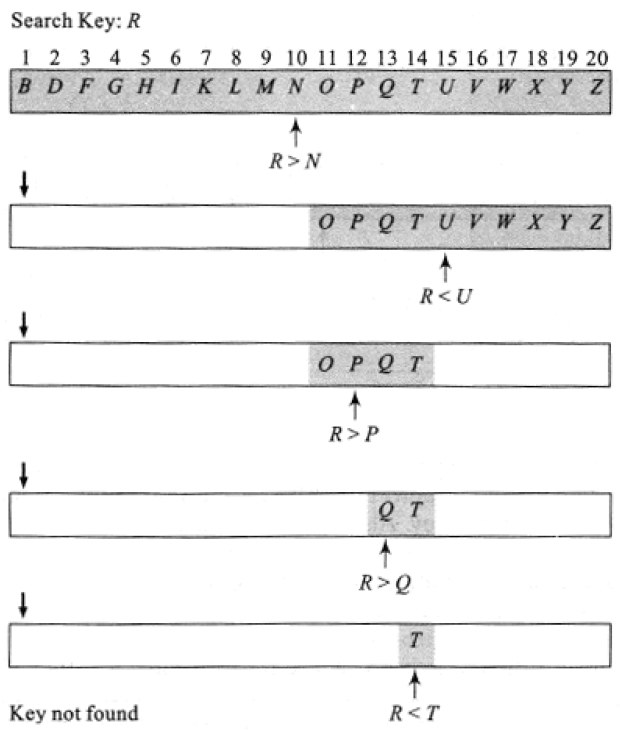 Search Key: R
1 2 3 4 5 6 7 8 9 10 11 12 13 14 15 16 17 18 19 20
B D F G H I K L M N O P Q T U V W X Y Z
R > N
O P Q T U V W X Y Z
R < U
O P Q T
R > P
Q T
R > Q
T
Key not found
R < T